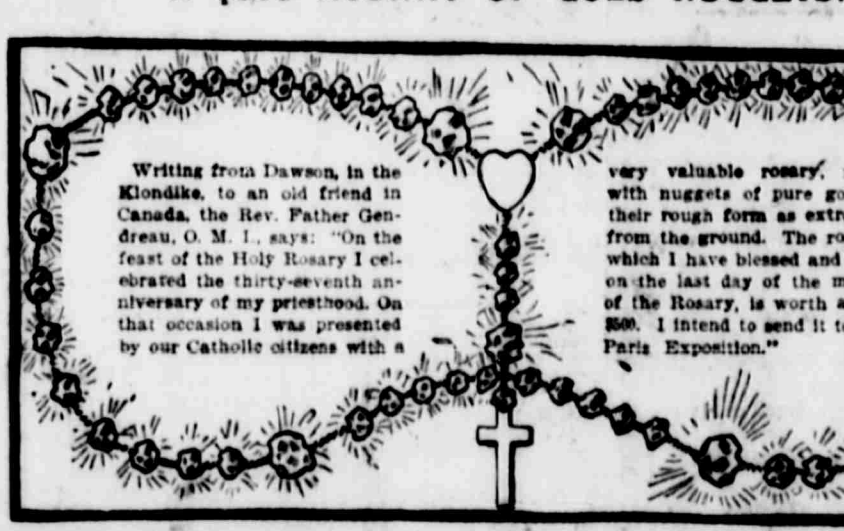 Writing from Dawson, in the
Klondike, to an old friend in
Canada, the Rev. Father Gen-
dreau, O. M. I., says: "On the
feast of the Holy Rosary I cel-
ebrated the thirty-seventh an-
niversary of my priesthood. On
that occasion I was presented
by our Catholic citizens with a
very valuable rosary,
with nuggets of pure
their rough form as
from the ground. The
which I have blessed and
on the last day of the
of the Rosary, is worth
$500. I intend to send it
Paris Exposition."